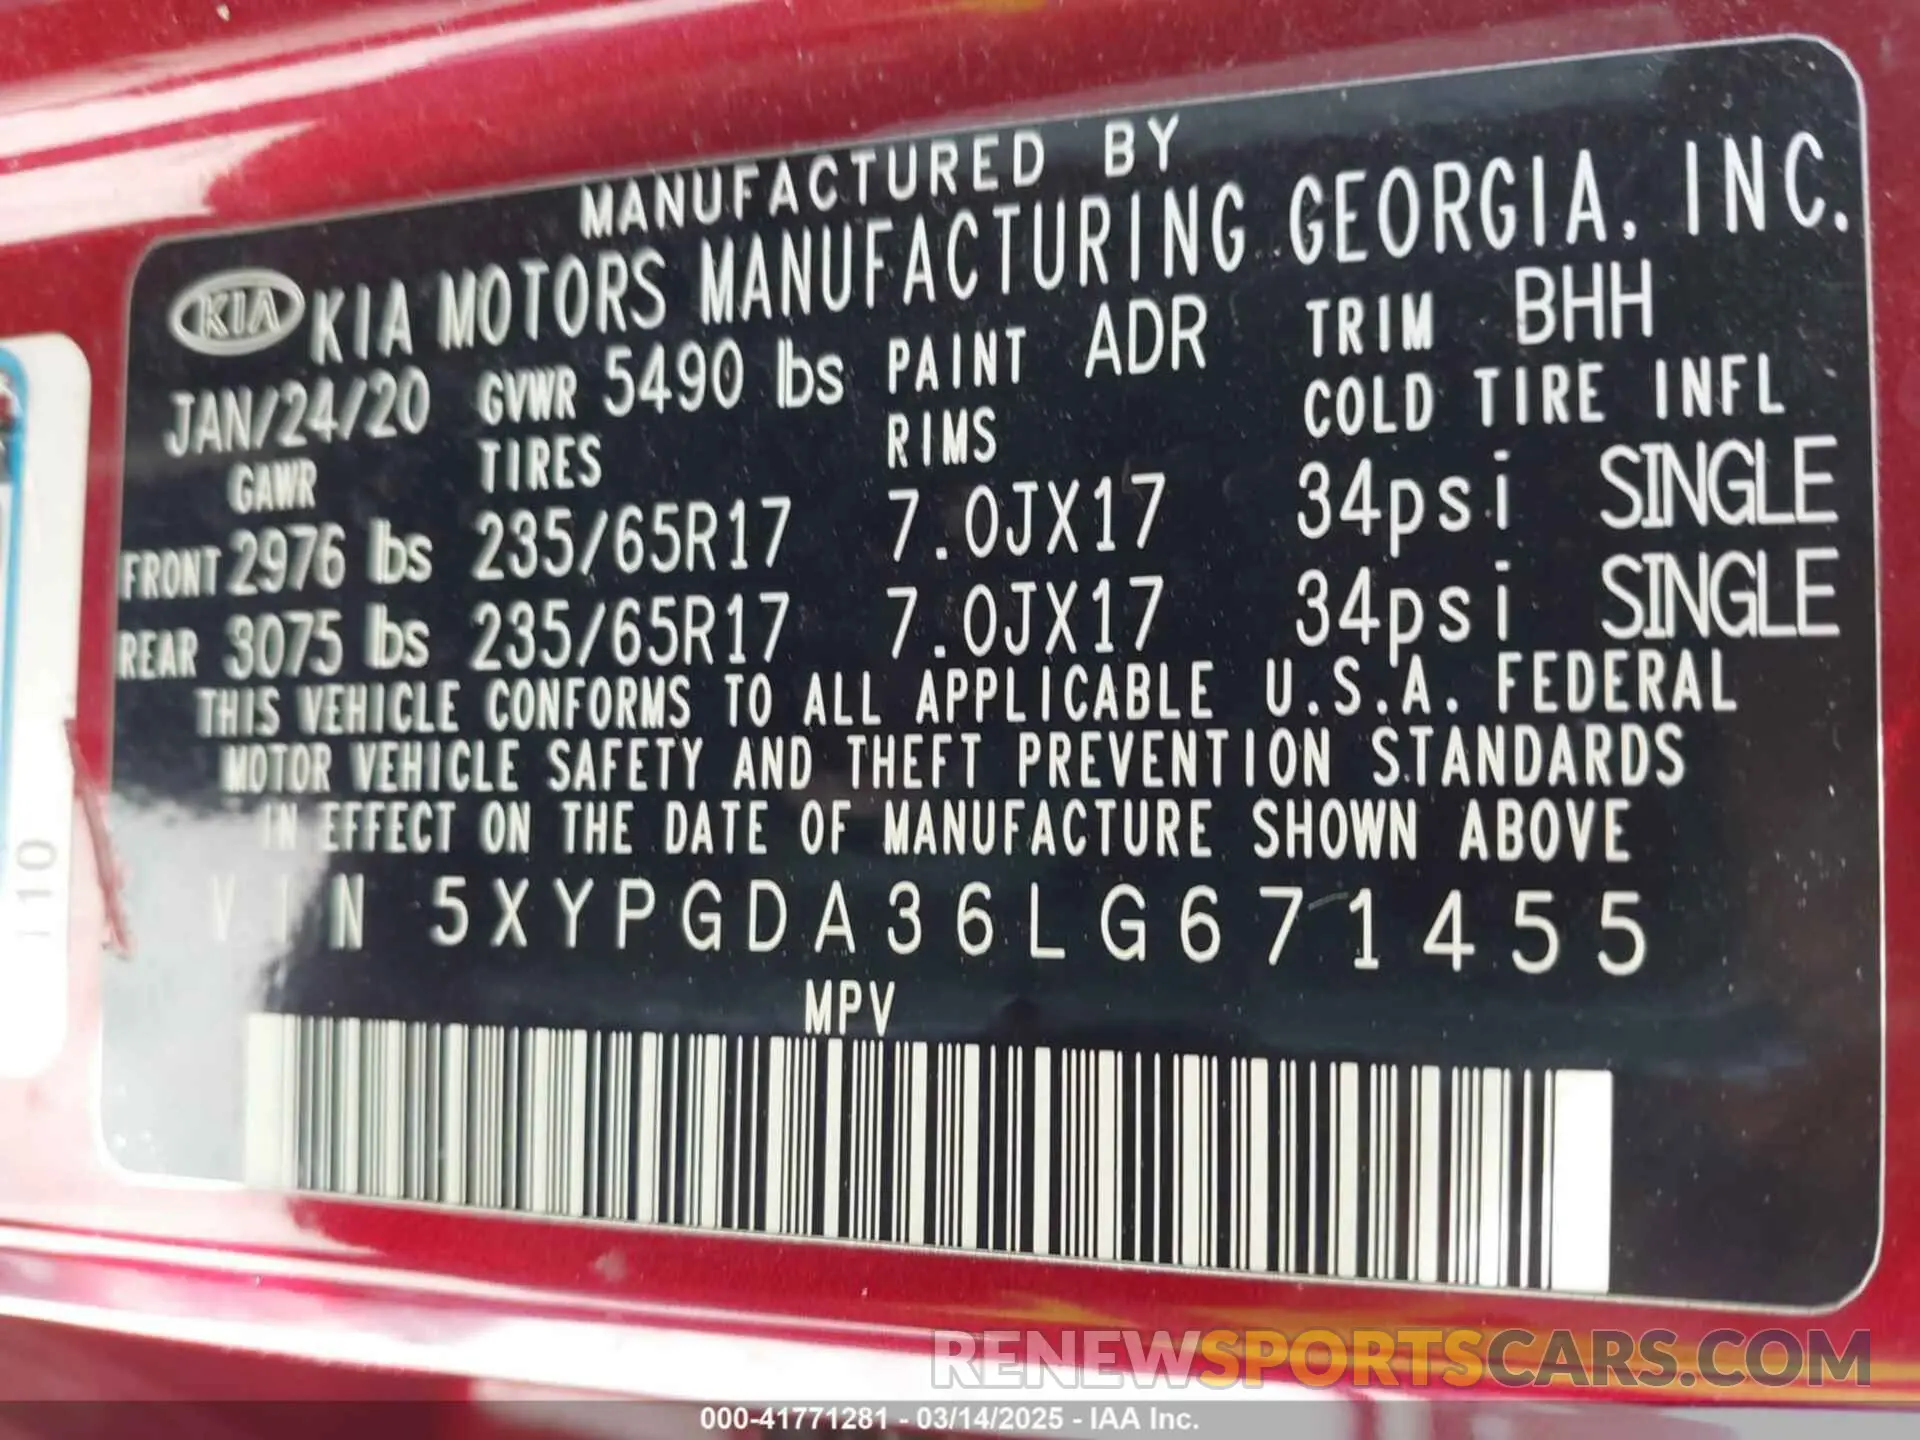 MANUFACTURED BY
KIA KIA MOTORS MANUFACTURING GEORGIA, INC.
JAN/24/20 GVWR 5490 lbs PAINT ADR TRIM BHH
GAWR TIRES RIMS COLD TIRE INFL
FRONT 2976 lbs 235/65R17 7.0JX17 34psi SINGLE
REAR 3075 lbs 235/65R17 7.0JX17 34psi SINGLE
THIS VEHICLE CONFORMS TO ALL APPLICABLE U.S.A. FEDERAL
MOTOR VEHICLE SAFETY AND THEFT PREVENTION STANDARDS
IN EFFECT ON THE DATE OF MANUFACTURE SHOWN ABOVE
VIN 5XYPGDA36LG671455
MPV
110
RENEWSPORTSCARS.COM
000-41771281 - 03/14/2025 - IAA Inc.